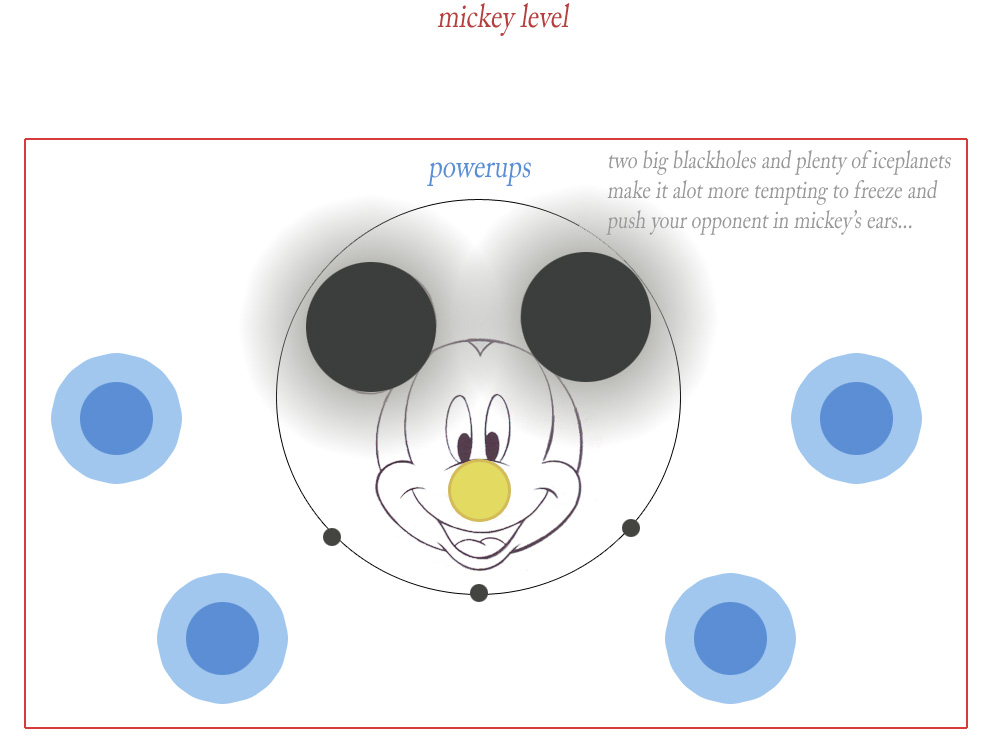 mickey level
powerups
two big blackholes and plenty of iceplanets
make it alot more tempting to freeze and
push your opponent in mickey's ears...